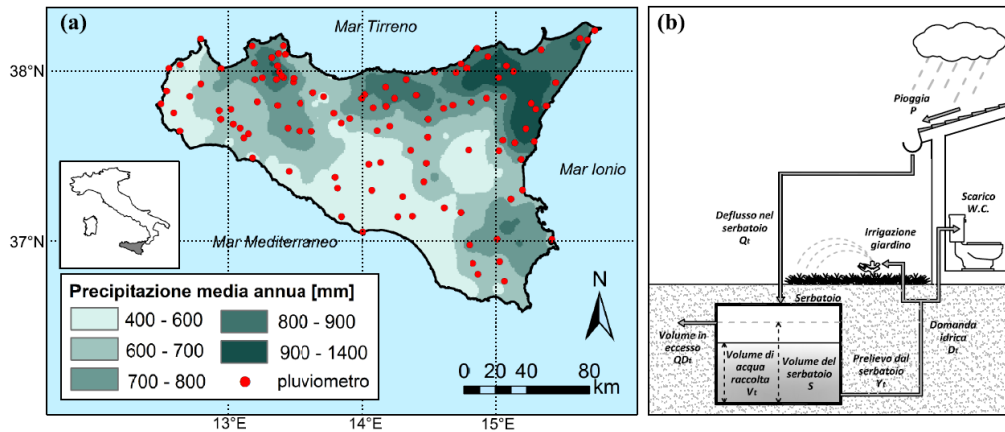 (a)
Mar Tirreno
38°N
Mar Ionio
37°N
Mar Mediterraneo
N
Precipitazione media annua [mm]
400 - 600
800 - 900
600 - 700
900 - 1400
700 - 800
pluviometro
0 20 40 80
km
13°E
14°E
15°E
(b)
Pioggia
P
Scarico
W.C.
Deflusso nel
serbatoio
Qt
Irrigazione
giardino
Serbatoio
Volume in
eccesso
QDt
Volume di
acqua
raccolta
Vt
Volume del
serbatoio
S
Prelievo dal
serbatoio
Yt
Domanda
idrica
Dt